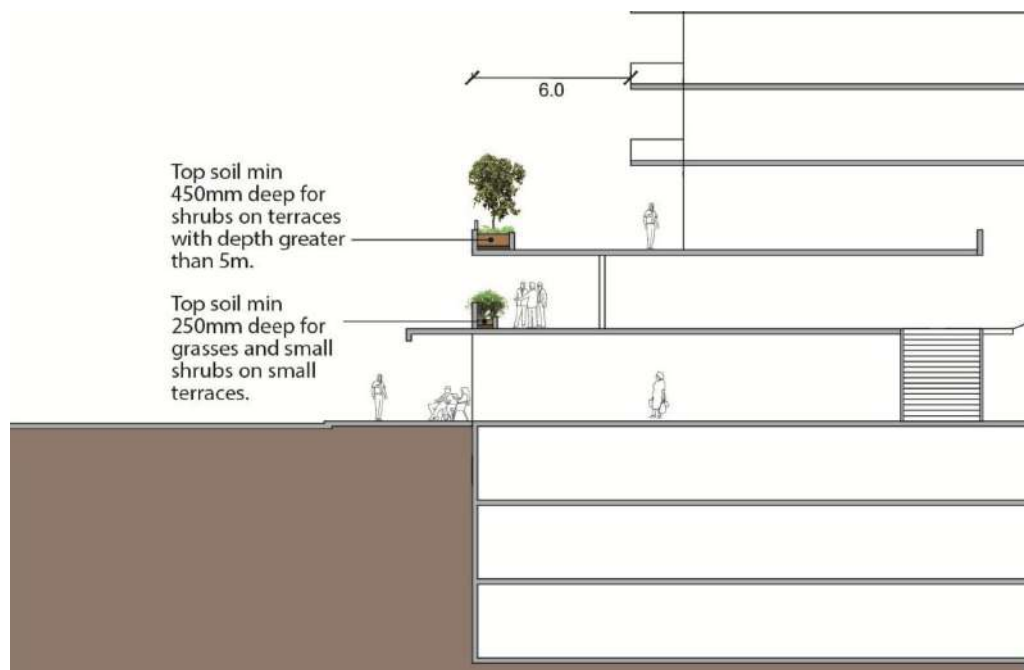 6.0
Top soil min
450mm deep for
shrubs on terraces
with depth greater
than 5m.
Top soil min
250mm deep for
grasses and small
shrubs on small
terraces.